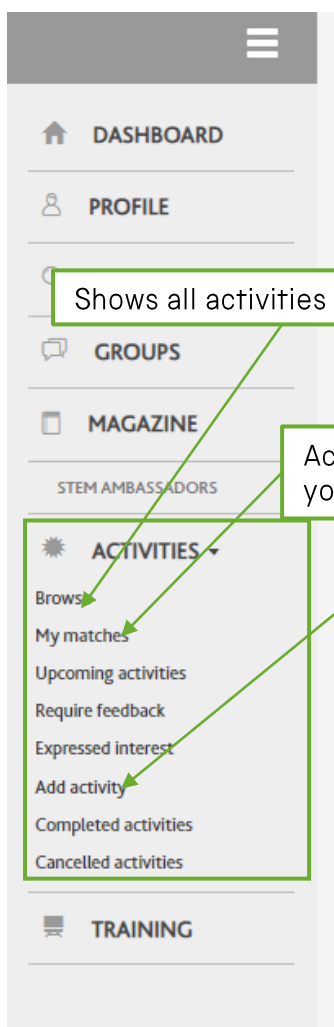 DASHBOARD
PROFILE
Shows all activities
GROUPS
MAGAZINE
STEM AMBASSADORS
ACTIVITIES
Brows
My matches
Upcoming activities
Require feedback
Expressed interest
Add activity
Completed activities
Cancelled activities
TRAINING